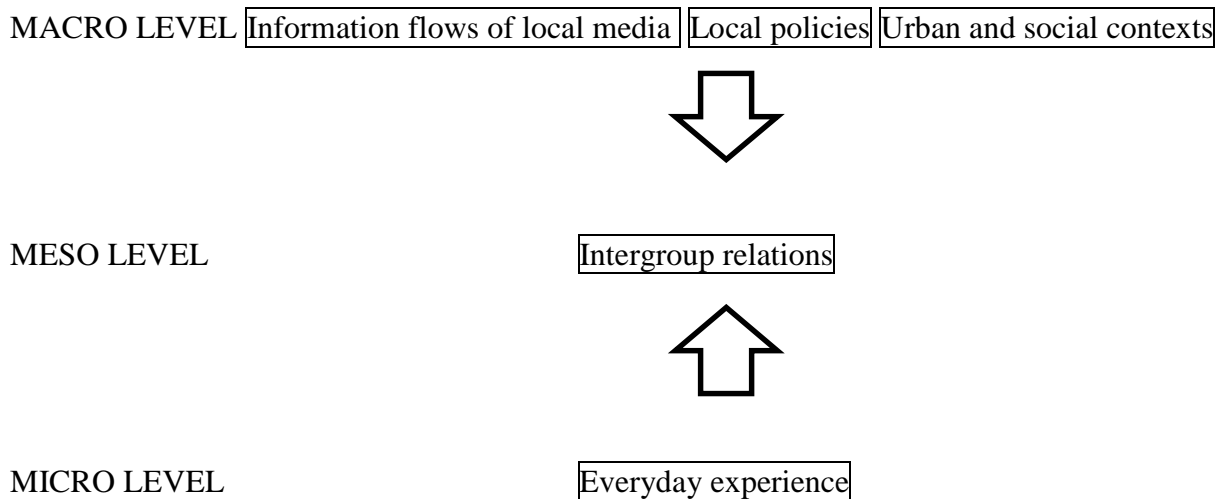 MACRO LEVEL Information flows of local media Local policies Urban and social contexts
MESO LEVEL Intergroup relations
MICRO LEVEL Everyday experience